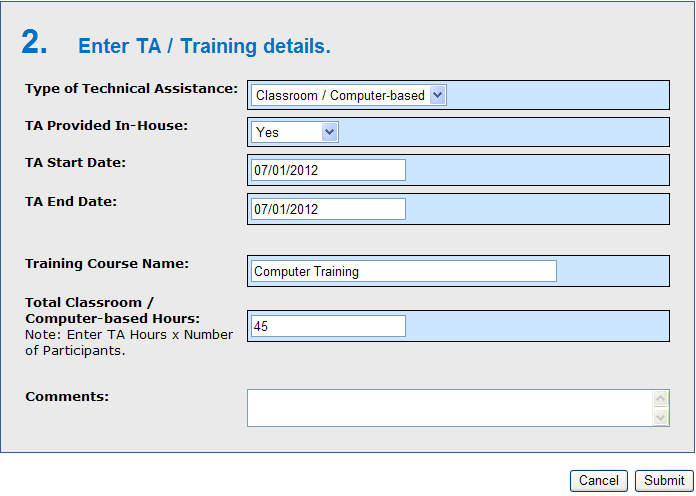 2. Enter TA / Training details.
Type of Technical Assistance: Classroom / Computer-based
TA Provided In-House: Yes
TA Start Date: 07/01/2012
TA End Date: 07/01/2012
Training Course Name: Computer Training
Total Classroom /
Computer-based Hours: 45
Note: Enter TA Hours x Number
of Participants.
Comments:
Cancel Submit